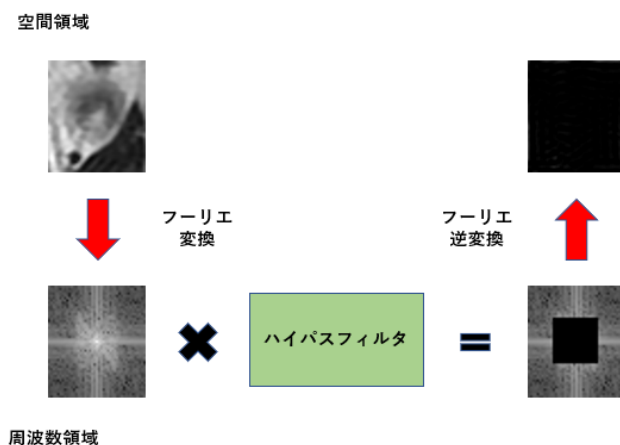 空間領域
フーリエ
変換
フーリエ
逆変換
ハイパスフィルタ
周波数領域